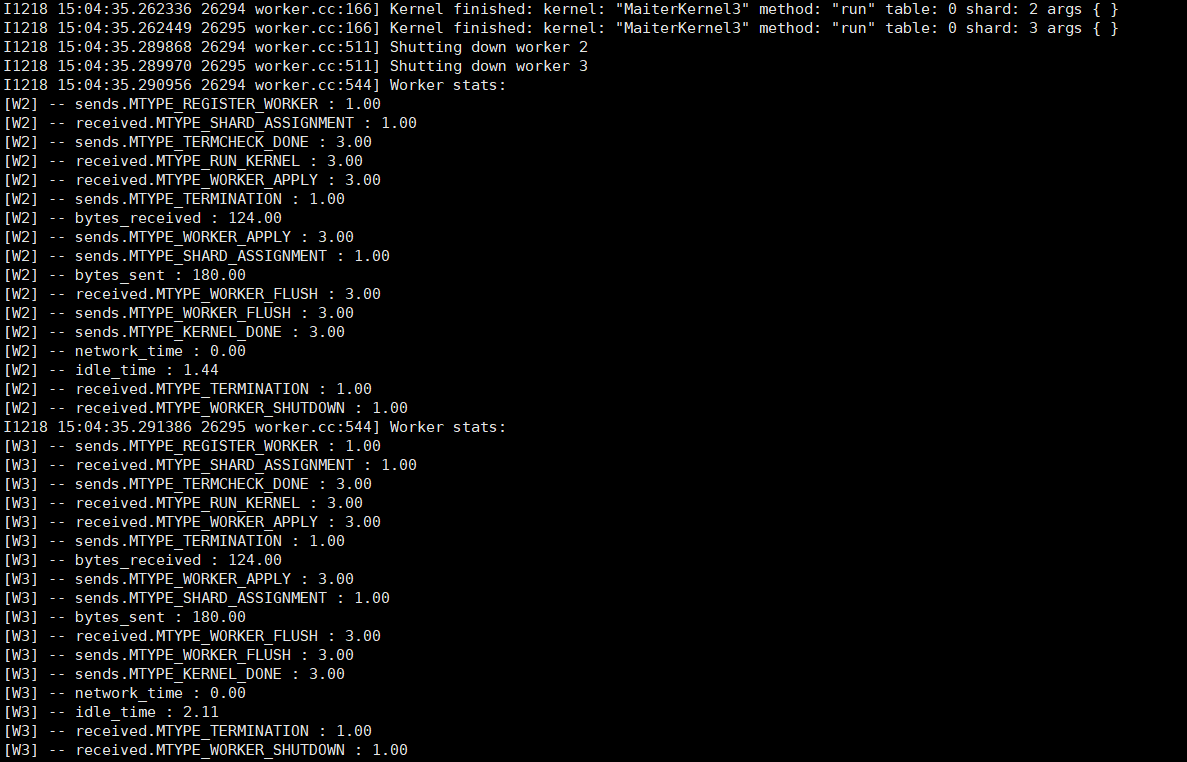 I1218 15:04:35.262336 26294 worker.cc:166] Kernel finished: kernel: "MaiterKernel3" method: "run" table: 0 shard: 2 args { }
I1218 15:04:35.262449 26295 worker.cc:166] Kernel finished: kernel: "MaiterKernel3" method: "run" table: 0 shard: 3 args { }
I1218 15:04:35.289868 26294 worker.cc:511] Shutting down worker 2
I1218 15:04:35.289970 26295 worker.cc:511] Shutting down worker 3
I1218 15:04:35.290956 26294 worker.cc:544] Worker stats:
[W2] -- sends.MTYPE_REGISTER_WORKER : 1.00
[W2] -- received.MTYPE_SHARD_ASSIGNMENT : 1.00
[W2] -- sends.MTYPE_TERMCHECK_DONE : 3.00
[W2] -- received.MTYPE_RUN_KERNEL : 3.00
[W2] -- received.MTYPE_WORKER_APPLY : 3.00
[W2] -- sends.MTYPE_TERMINATION : 1.00
[W2] -- bytes_received : 124.00
[W2] -- sends.MTYPE_WORKER_APPLY : 3.00
[W2] -- sends.MTYPE_SHARD_ASSIGNMENT : 1.00
[W2] -- bytes_sent : 180.00
[W2] -- received.MTYPE_WORKER_FLUSH : 3.00
[W2] -- sends.MTYPE_WORKER_FLUSH : 3.00
[W2] -- sends.MTYPE_KERNEL_DONE : 3.00
[W2] -- network_time : 0.00
[W2] -- idle_time : 1.44
[W2] -- received.MTYPE_TERMINATION : 1.00
[W2] -- received.MTYPE_WORKER_SHUTDOWN : 1.00
I1218 15:04:35.291386 26295 worker.cc:544] Worker stats:
[W3] -- sends.MTYPE_REGISTER_WORKER : 1.00
[W3] -- received.MTYPE_SHARD_ASSIGNMENT : 1.00
[W3] -- sends.MTYPE_TERMCHECK_DONE : 3.00
[W3] -- received.MTYPE_RUN_KERNEL : 3.00
[W3] -- received.MTYPE_WORKER_APPLY : 3.00
[W3] -- sends.MTYPE_TERMINATION : 1.00
[W3] -- bytes_received : 124.00
[W3] -- sends.MTYPE_WORKER_APPLY : 3.00
[W3] -- sends.MTYPE_SHARD_ASSIGNMENT : 1.00
[W3] -- bytes_sent : 180.00
[W3] -- received.MTYPE_WORKER_FLUSH : 3.00
[W3] -- sends.MTYPE_WORKER_FLUSH : 3.00
[W3] -- sends.MTYPE_KERNEL_DONE : 3.00
[W3] -- network_time : 0.00
[W3] -- idle_time : 2.11
[W3] -- received.MTYPE_TERMINATION : 1.00
[W3] -- received.MTYPE_WORKER_SHUTDOWN : 1.00